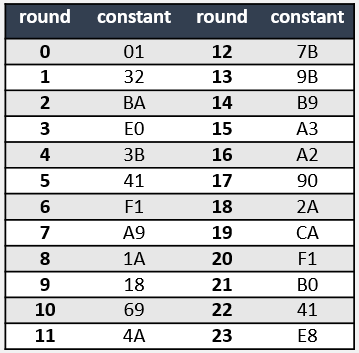 round constant round constant
0 01 12 7B
1 32 13 9B
2 BA 14 B9
3 E0 15 A3
4 3B 16 A2
5 41 17 90
6 F1 18 2A
7 A9 19 CA
8 1A 20 F1
9 18 21 B0
10 69 22 41
11 4A 23 E8